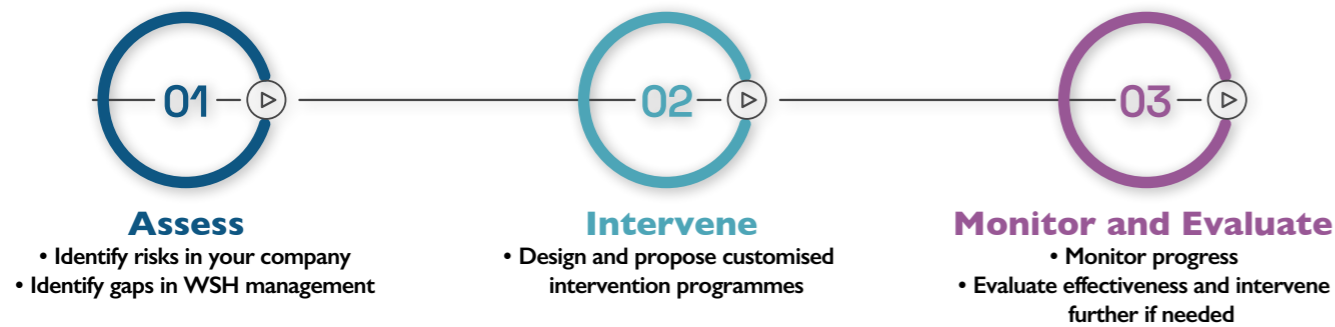 01
Assess
• Identify risks in your company
• Identify gaps in WSH management
02
Intervene
• Design and propose customised
intervention programmes
03
Monitor and Evaluate
• Monitor progress
• Evaluate effectiveness and intervene
further if needed